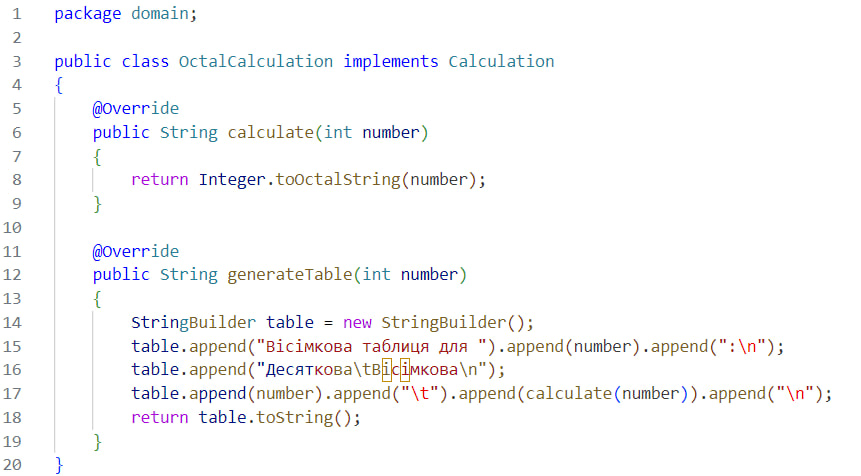 1 package domain;
2
3 public class OctalCalculation implements Calculation
4 {
5     @Override
6     public String calculate(int number)
7     {
8         return Integer.toOctalString(number);
9     }
10
11     @Override
12     public String generateTable(int number)
13     {
14         StringBuilder table = new StringBuilder();
15         table.append("Вісімкова таблиця для ").append(number).append(":\n");
16         table.append("Десяткова\tВісімкова\n");
17         table.append(number).append("\t").append(calculate(number)).append("\n");
18         return table.toString();
19     }
20 }